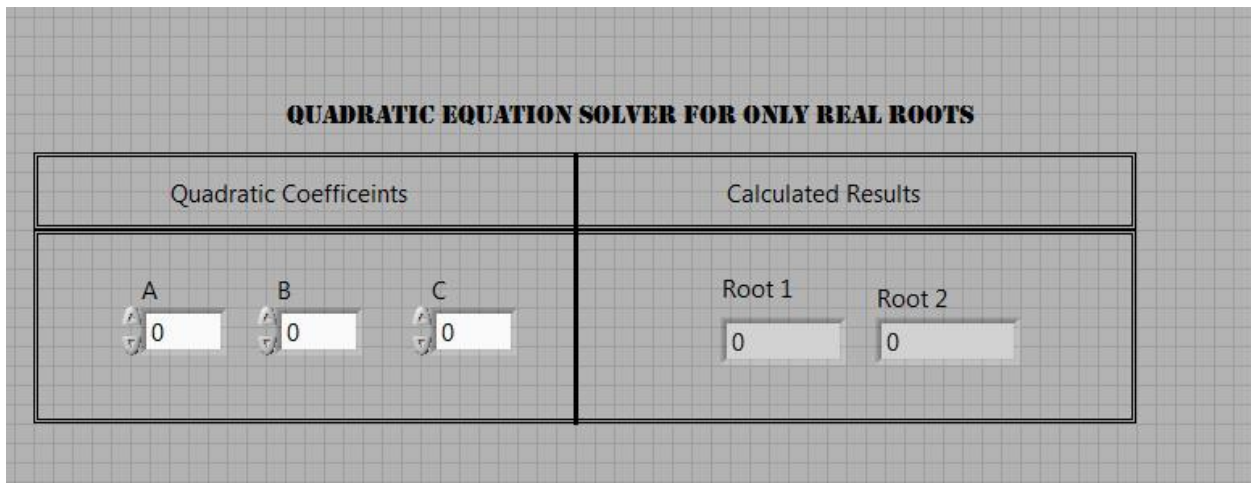 QUADRATIC EQUATION SOLVER FOR ONLY REAL ROOTS
Quadratic Coefficeints Calculated Results
A B C Root 1 Root 2
0 0 0 0 0